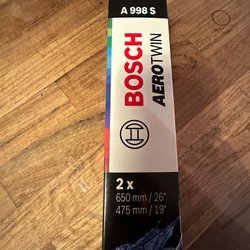 A 998 S
BOSCH
AEROTWIN
2 x
650 mm / 26"
475 mm / 19"